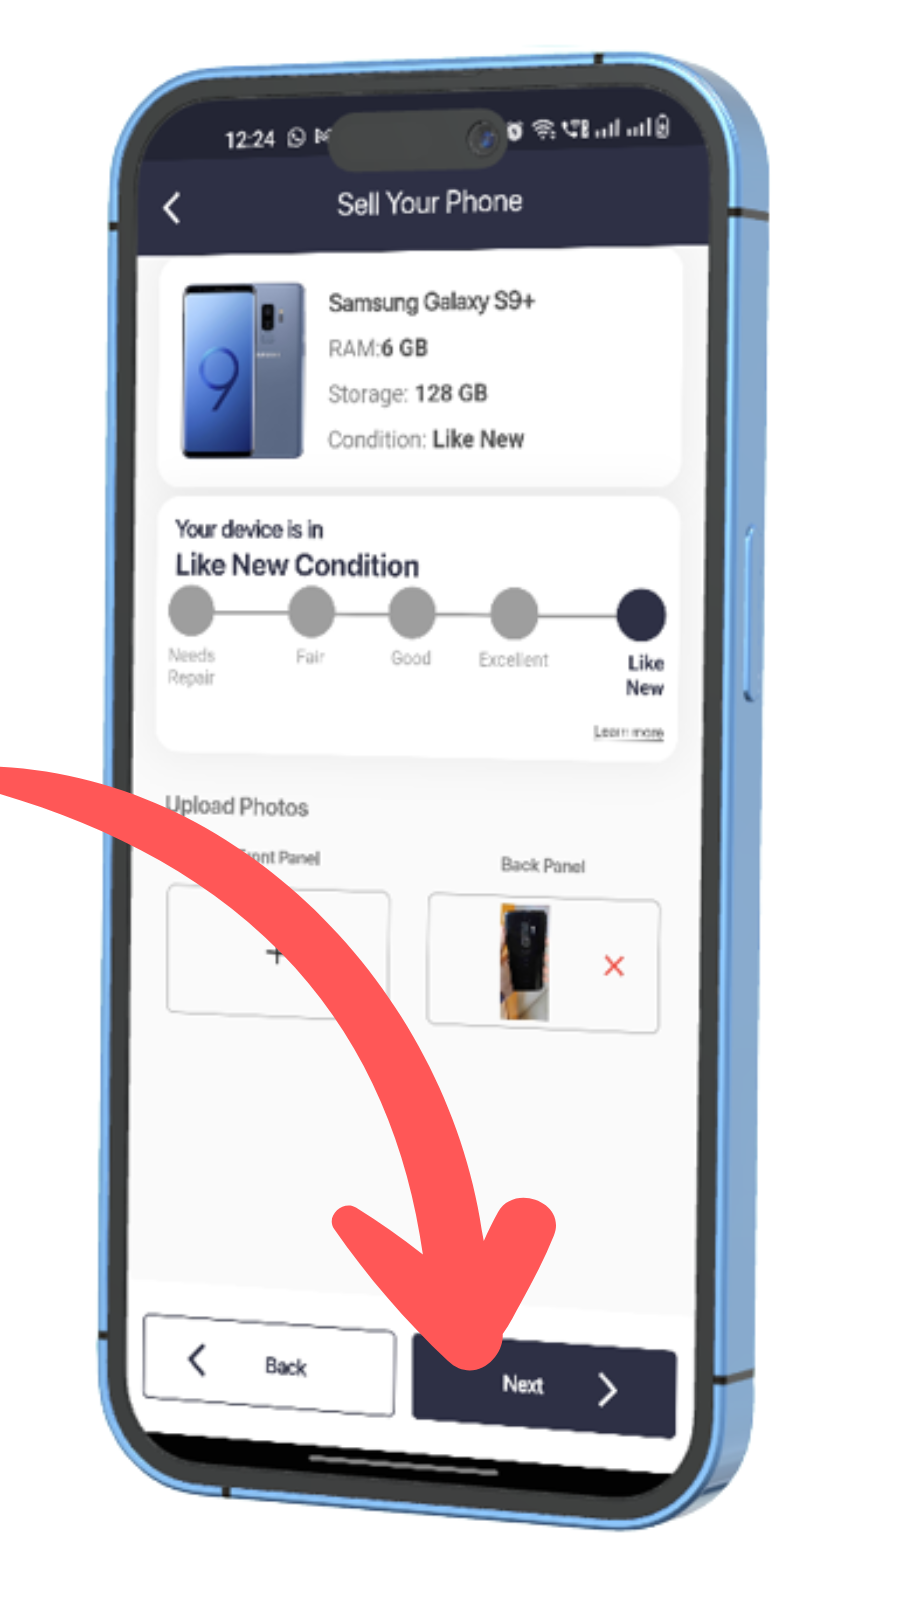 12:24
Sell Your Phone
Samsung Galaxy S9+
RAM:6 GB
Storage: 128 GB
Condition: Like New
Your device is in
Like New Condition
Needs Repair
Fair
Good
Excellent
Like New
Learn more
Upload Photos
Panel
Back Panel
Back
Next